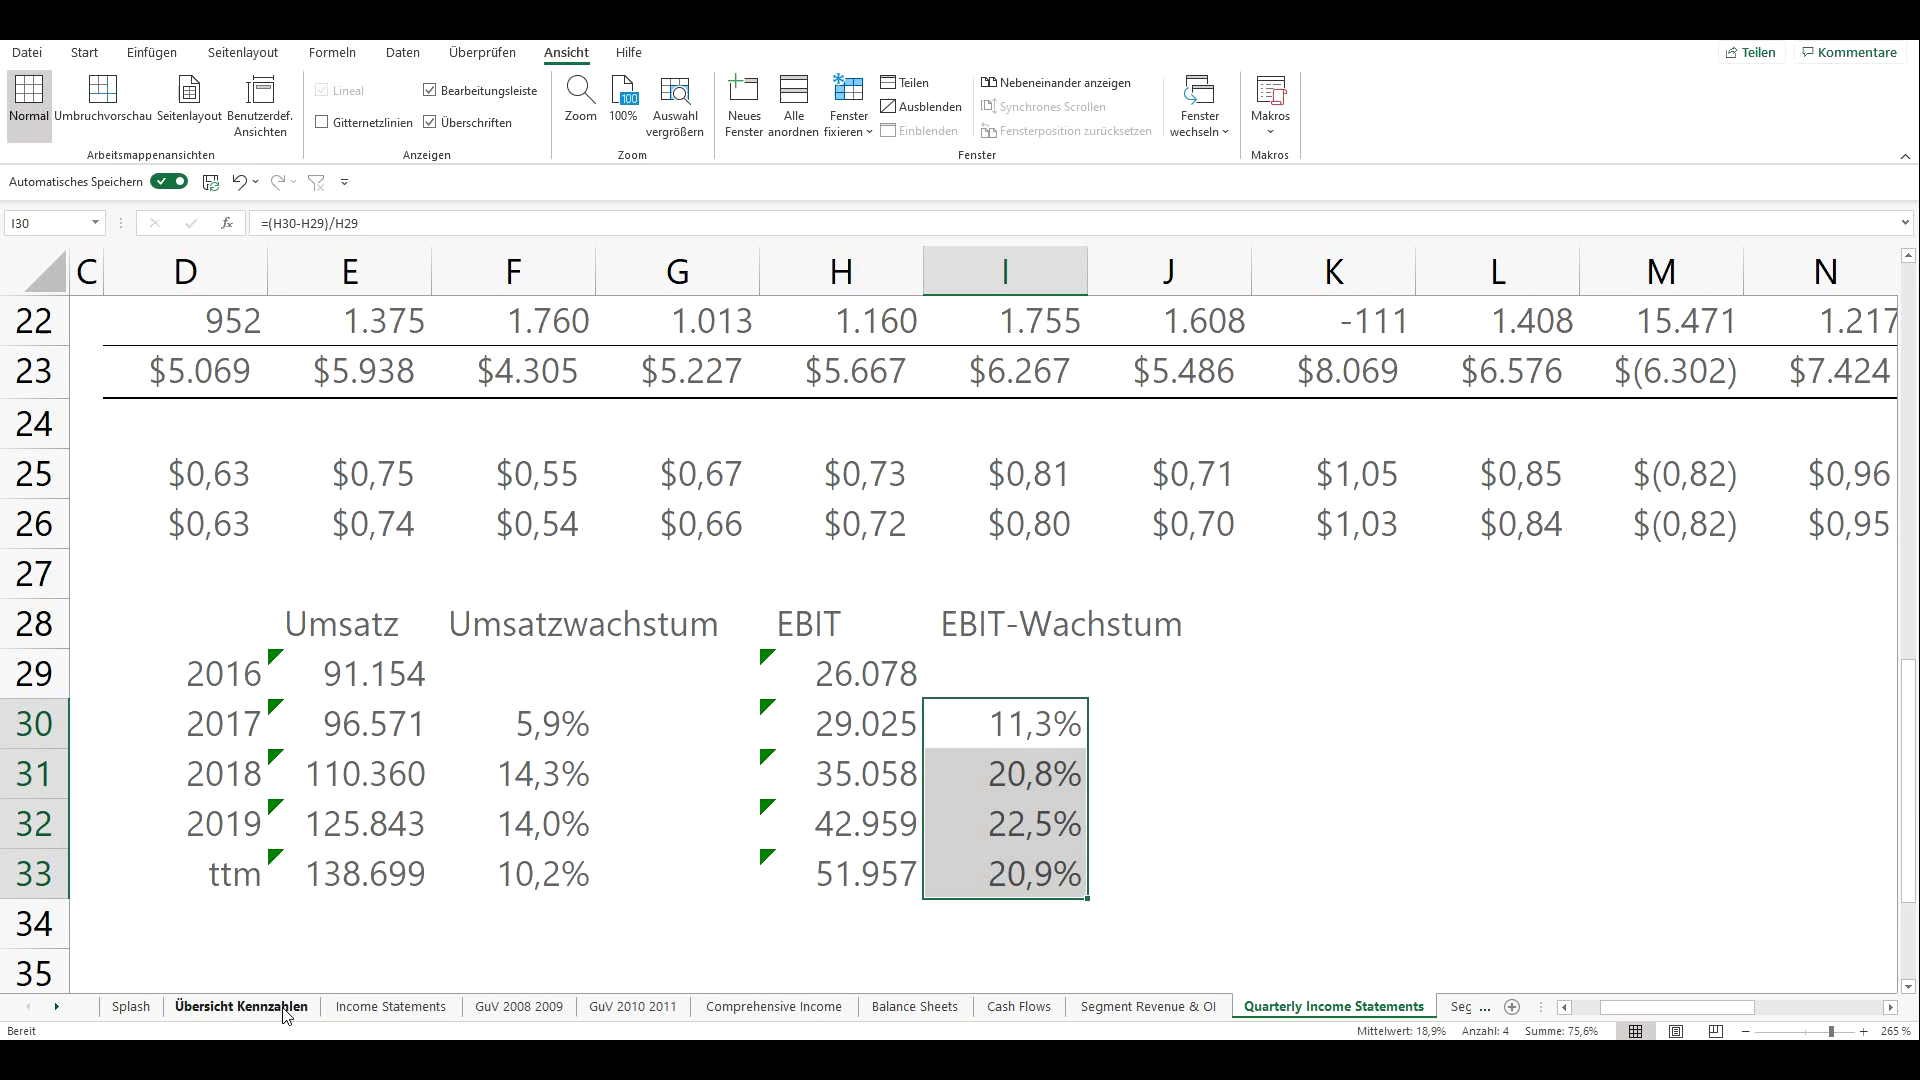 Datei Start Einfügen Seitenlayout Formeln Daten Überprüfen Ansicht Hilfe Teilen Kommentare
Normal Umbruchvorschau Seitenlayout Benutzerdef. Ansichten
Arbeitsmappenansichten
Lineal Bearbeitungsleiste
Gitternetzlinien Überschriften
Anzeigen
Zoom 100% Auswahl vergrößern
Zoom
Neues Fenster Alle anordnen Fenster fixieren
Teilen
Ausblenden
Einblenden
Nebeneinander anzeigen
Synchrones Scrollen
Fensterposition zurücksetzen
Fenster wechseln
Fenster
Makros
Makros
Automatisches Speichern
I30 fx =(H30-H29)/H29
C D E F G H I J K L M N
22 952 1.375 1.760 1.013 1.160 1.755 1.608 -111 1.408 15.471 1.217
23 $5.069 $5.938 $4.305 $5.227 $5.667 $6.267 $5.486 $8.069 $6.576 $(6.302) $7.424
24
25 $0,63 $0,75 $0,55 $0,67 $0,73 $0,81 $0,71 $1,05 $0,85 $(0,82) $0,96
26 $0,63 $0,74 $0,54 $0,66 $0,72 $0,80 $0,70 $1,03 $0,84 $(0,82) $0,95
27
28 Umsatz Umsatzwachstum EBIT EBIT-Wachstum
29 2016 91.154 26.078
30 2017 96.571 5,9% 29.025 11,3%
31 2018 110.360 14,3% 35.058 20,8%
32 2019 125.843 14,0% 42.959 22,5%
33 ttm 138.699 10,2% 51.957 20,9%
34
35
Splash Übersicht Kennzahlen Income Statements GuV 2008 2009 GuV 2010 2011 Comprehensive Income Balance Sheets Cash Flows Segment Revenue & OI Quarterly Income Statements Seg ...
Bereit Mittelwert: 18,9% Anzahl: 4 Summe: 75,6% 265 %